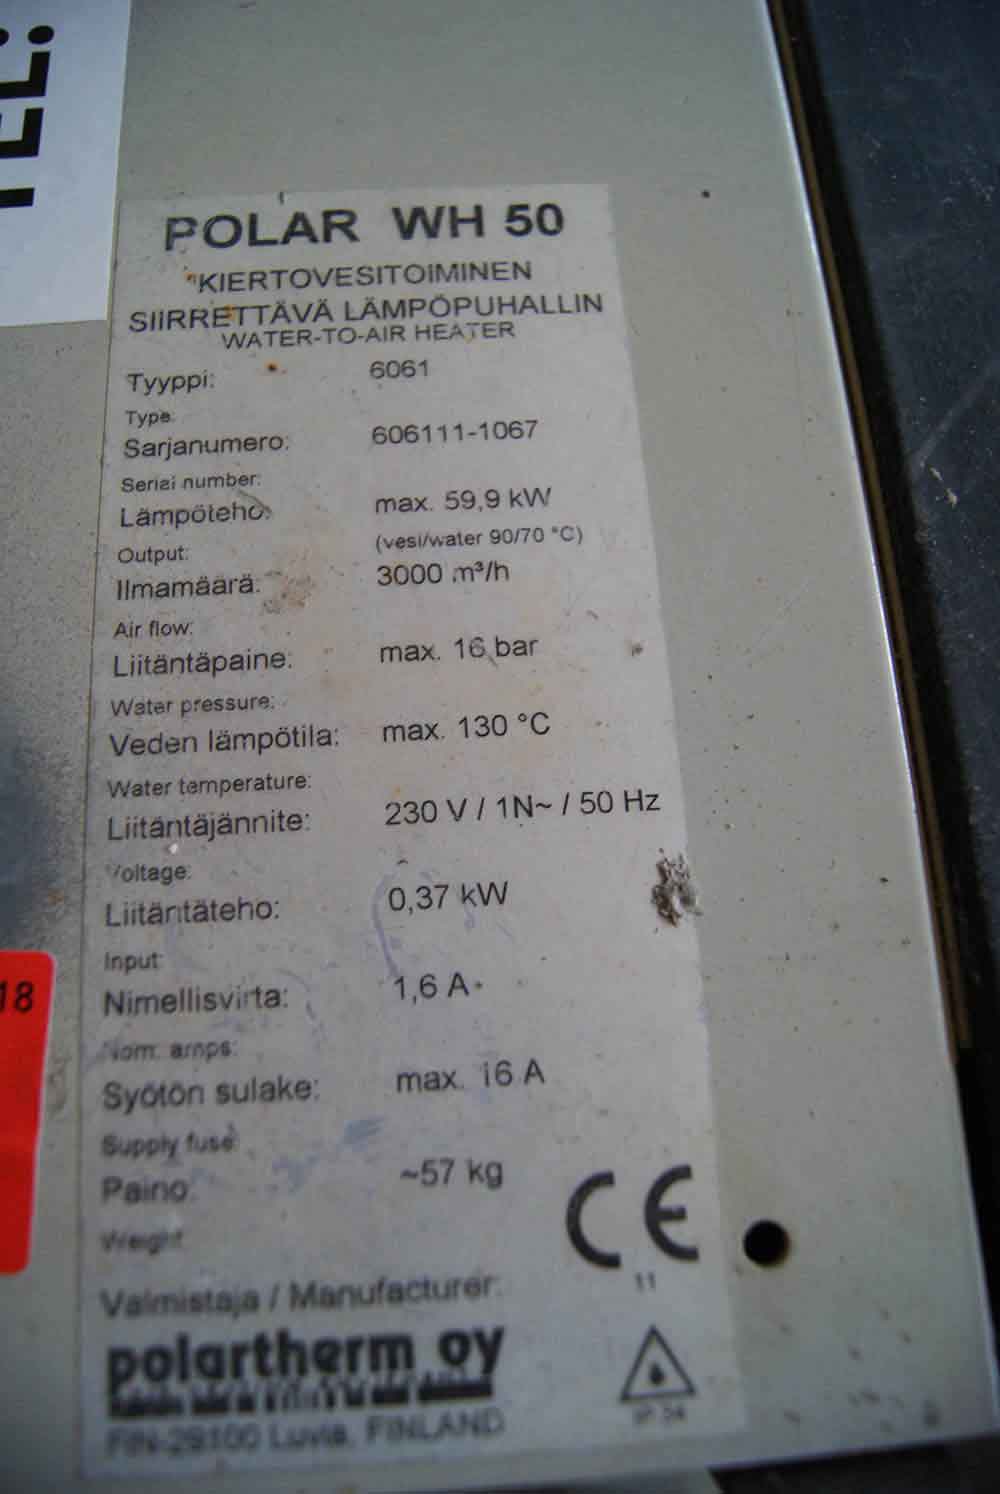 TEL:
POLAR WH 50
KIERTOVESITOIMINEN
SIIRRETTÄVÄ LÄMPÖPUHALLIN
WATER-TO-AIR HEATER
Tyyppi: 6061
Type:
Sarjanumero: 606111-1067
Serial number:
Lämpöteho: max. 59,9 kW
Output: (vesi/water 90/70 °C)
Ilmamäärä: 3000 m³/h
Air flow:
Liitäntäpaine: max. 16 bar
Water pressure:
Veden lämpötila: max. 130 °C
Water temperature:
Liitäntäjännite: 230 V / 1N~ / 50 Hz
Voltage:
Liitäntäteho: 0,37 kW
Input:
Nimellisvirta: 1,6 A
Nom. amps:
Syötön sulake: max. 16 A
Supply fuse:
Paino: ~57 kg
Weight:
CE
11
Valmistaja / Manufacturer:
polartherm oy
FIN-29100 Luvia, FINLAND
IP 34
18